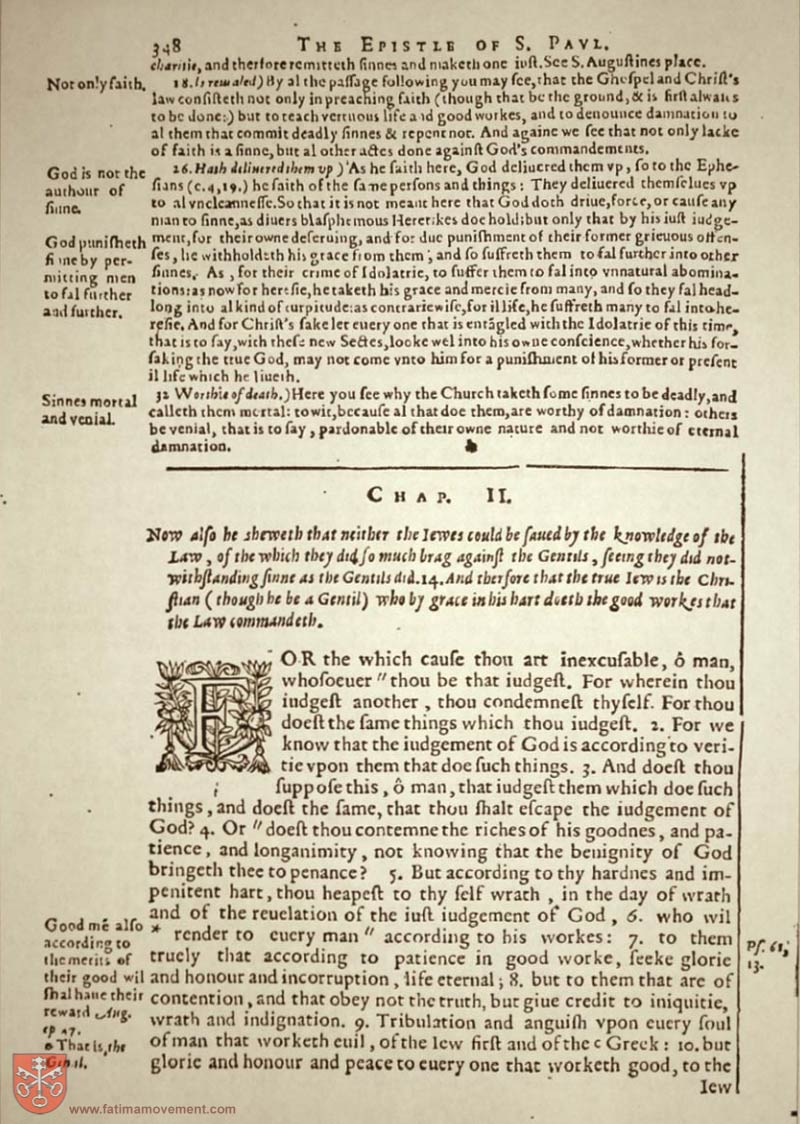 348 THE EPISTLE OF S. PAVL.
charitie, and therfore remitteth ſinnes and maketh one iuſt. See S. Auguſtines place.
Not only faith.
18. Is reuealed) By al the paſſage following you may ſee, that the Ghoſpel and Chriſt's
law conſiſteth not only in preaching faith (though that be the ground, & is firſt alwaies
to be done:) but to teach vertuous life and good workes, and to denounce damnation to
al them that commit deadly ſinnes & repent not. And againe we ſee that not only lacke
of faith is a ſinne, but al other actes done againſt God's commandements.
God is not the
authour of
ſinne.
26. Hath deliuered them vp) As he ſaith here, God deliuered them vp, ſo to the Ephe-
ſians (c. 4, 19.) he ſaith of the ſame perſons and things: They deliuered themſelues vp
to al vncleanneſſe. So that it is not meant here that God doth driue, force, or cauſe any
man to ſinne, as diuers blaſphemous Heretikes doe hold; but only that by his iuſt iudge-
God puniſheth
ſinne by per-
mitting men
to fal further
and further.
ment, for their owne deſeruing, and for due puniſhment of their former grieuous offen-
ſes, he withholdeth his grace from them; and ſo ſuffreth them to fal further into other
ſinnes. As, for their crime of Idolatrie, to ſuffer them to fal into vnnatural abomina-
tions: as now for hereſie, he taketh his grace and mercie from many, and ſo they fal head-
long into al kind of turpitude: as contrariewiſe, for il life, he ſuffreth many to fal into he-
reſie. And for Chriſt's ſake let euery one that is entãgled with the Idolatrie of this time,
that is to ſay, with theſe new Sectes, looke wel into his owne conſcience, whether his for-
ſaking the true God, may not come vnto him for a puniſhment of his former or preſent
il life which he liueth.
Sinnes mortal
and venial.
32 Worthie of death.) Here you ſee why the Church taketh ſome ſinnes to be deadly, and
calleth them mortal: to wit, becauſe al that doe them, are worthy of damnation: others
be venial, that is to ſay, pardonable of their owne nature and not worthie of eternal
damnation.
CHAP. II.
Now alſo he sheweth that neither the Iewes could be ſaued by the knowledge of the
Law, of the which they did ſo much brag againſt the Gentils, ſeeing they did not-
withſtanding ſinne as the Gentils did. 14. And therfore that the true Iew is the Chri-
ſtian (though he be a Gentil) who by grace in his hart doeth the good workes that
the Law commandeth.
FOR the which cauſe thou art inexcuſable, ô man,
whoſoeuer " thou be that iudgeſt. For wherein thou
iudgeſt another, thou condemneſt thyſelf. For thou
doeſt the ſame things which thou iudgeſt. 2. For we
know that the iudgement of God is according to veri-
tie vpon them that doe ſuch things. 3. And doeſt thou
ſuppoſe this, ô man, that iudgeſt them which doe ſuch
things, and doeſt the ſame, that thou ſhalt eſcape the iudgement of
God? 4. Or " doeſt thou contemne the riches of his goodnes, and pa-
tience, and longanimity, not knowing that the benignity of God
bringeth thee to penance? 5. But according to thy hardnes and im-
penitent hart, thou heapeſt to thy ſelf wrath, in the day of wrath
and of the reuelation of the iuſt iudgement of God, 6. who wil
* render to euery man " according to his workes: 7. to them
truely that according to patience in good worke, ſeeke glorie
and honour and incorruption, life eternal; 8. but to them that are of
contention, and that obey not the truth, but giue credit to iniquitie,
wrath and indignation. 9. Tribulation and anguiſh vpon euery ſoul
of man that worketh euil, of the Iew firſt and of the c Greek: 10. but
glorie and honour and peace to euery one that worketh good, to the
Iew
Good mē alſo
according to
the merits of
their good wil
ſhal haue their
reward Aug.
ep 47.
That is, the
Gentil.
Pſ. 61,
13.
www.fatimamovement.com